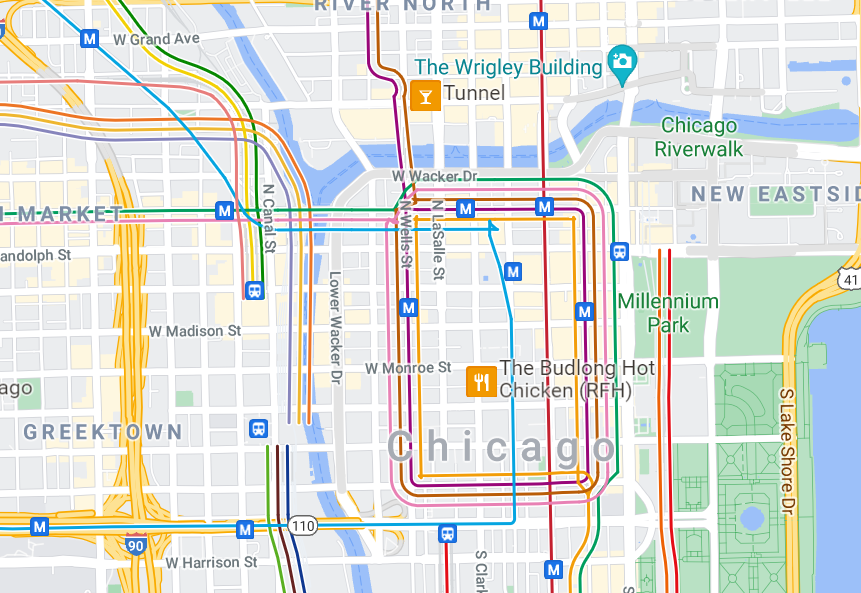 RIVER NORTH
M
W Grand Ave
M
The Wrigley Building
Tunnel
Chicago
Riverwalk
W Wacker Dr
NEW EASTSID
N Canal St
N Wells St
N LaSalle St
MARKET
M
M
M
andolph St
M
41
Lower Wacker Dr
Millennium
Park
M
M
W Madison St
W Monroe St
The Budlong Hot
Chicken (RFH)
ago
S Lake Shore Dr
GREEKTOWN
Chicago
M
M
110
90
W Harrison St
S Clark
M
S